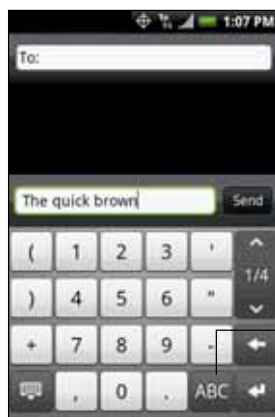 1:07 PM
To:
The quick brown
Send
( 1 2 3 '
1/4
) 4 5 6 "
+ 7 8 9 -
, 0 . ABC